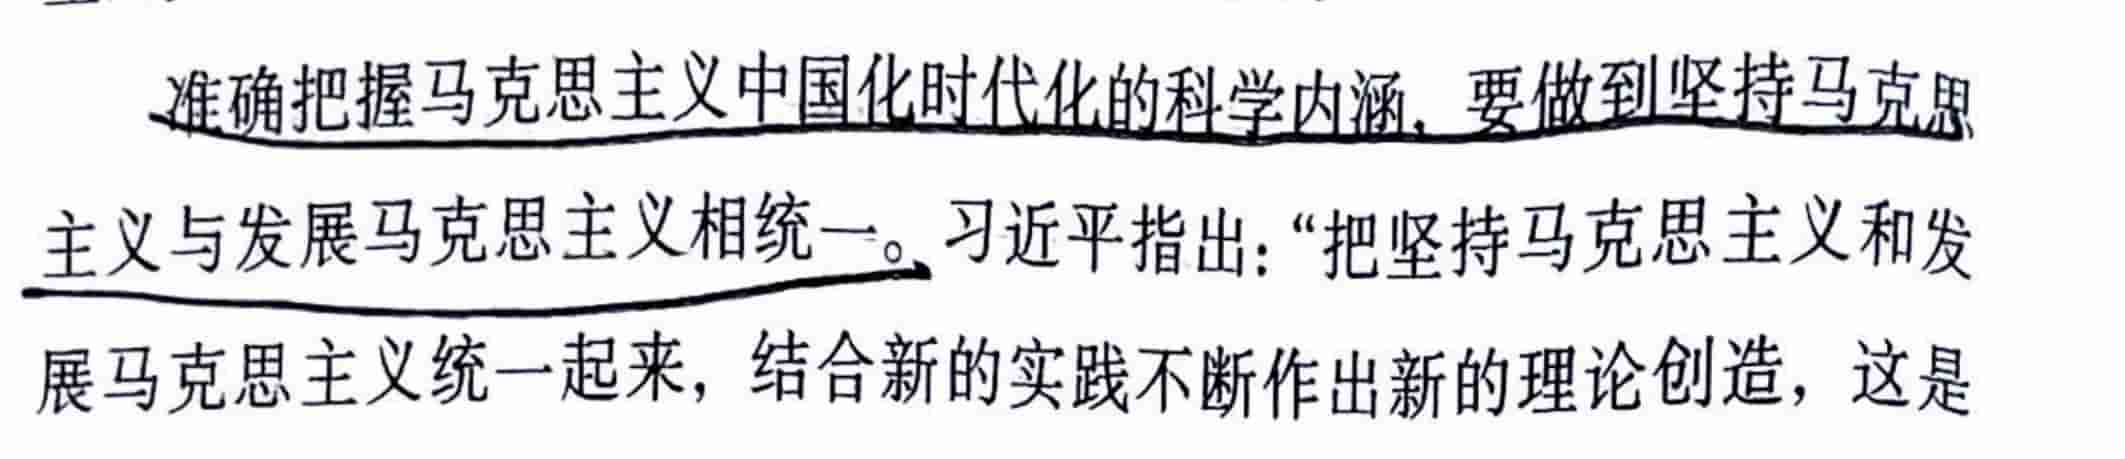 准确把握马克思主义中国化时代化的科学内涵，要做到坚持马克思
主义与发展马克思主义相统一。习近平指出：“把坚持马克思主义和发
展马克思主义统一起来，结合新的实践不断作出新的理论创造，这是